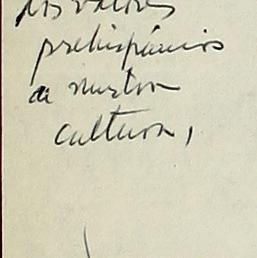 los valores
prehispánicos
de nuestra
cultura,